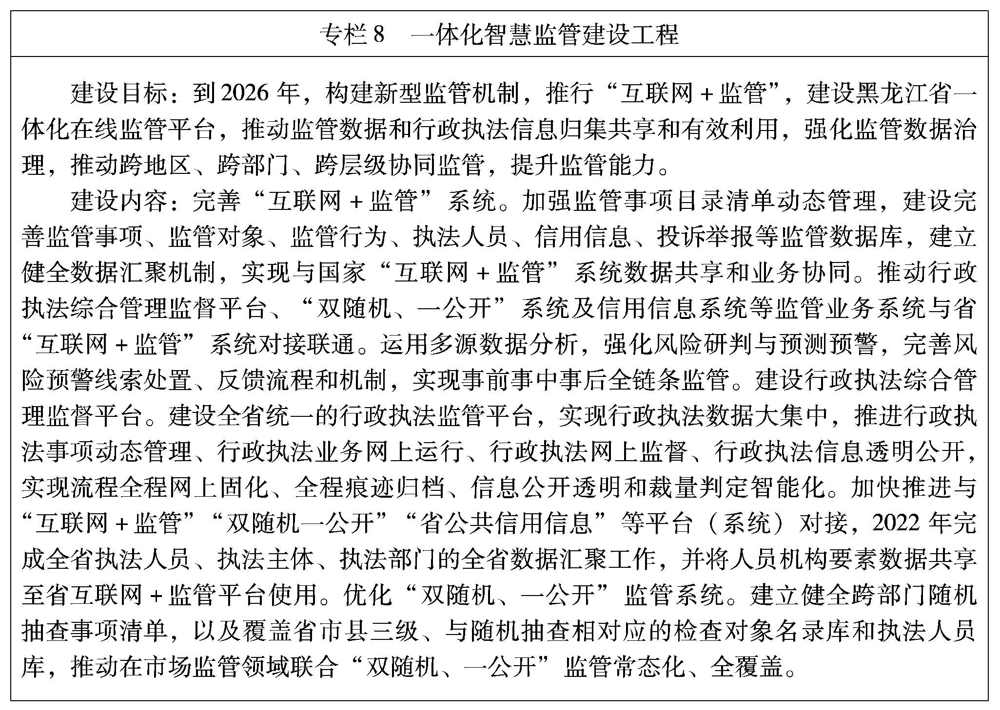 专栏 8　一体化智慧监管建设工程
建设目标：到 2026 年，构建新型监管机制，推行“互联网 + 监管”，建设黑龙江省一
体化在线监管平台，推动监管数据和行政执法信息归集共享和有效利用，强化监管数据治
理，推动跨地区、跨部门、跨层级协同监管，提升监管能力。
建设内容：完善“互联网 + 监管”系统。加强监管事项目录清单动态管理，建设完
善监管事项、监管对象、监管行为、执法人员、信用信息、投诉举报等监管数据库，建立
健全数据汇聚机制，实现与国家“互联网 + 监管”系统数据共享和业务协同。推动行政
执法综合管理监督平台、“双随机、一公开”系统及信用信息系统等监管业务系统与省
“互联网 + 监管”系统对接联通。运用多源数据分析，强化风险研判与预测预警，完善风
险预警线索处置、反馈流程和机制，实现事前事中事后全链条监管。建设行政执法综合管
理监督平台。建设全省统一的行政执法监管平台，实现行政执法数据大集中，推进行政执
法事项动态管理、行政执法业务网上运行、行政执法网上监督、行政执法信息透明公开，
实现流程全程网上固化、全程痕迹归档、信息公开透明和裁量判定智能化。加快推进与
“互联网 + 监管”“双随机一公开”“省公共信用信息”等平台（系统）对接，2022 年完
成全省执法人员、执法主体、执法部门的全省数据汇聚工作，并将人员机构要素数据共享
至省互联网 + 监管平台使用。优化“双随机、一公开”监管系统。建立健全跨部门随机
抽查事项清单，以及覆盖省市县三级、与随机抽查相对应的检查对象名录库和执法人员
库，推动在市场监管领域联合“双随机、一公开”监管常态化、全覆盖。